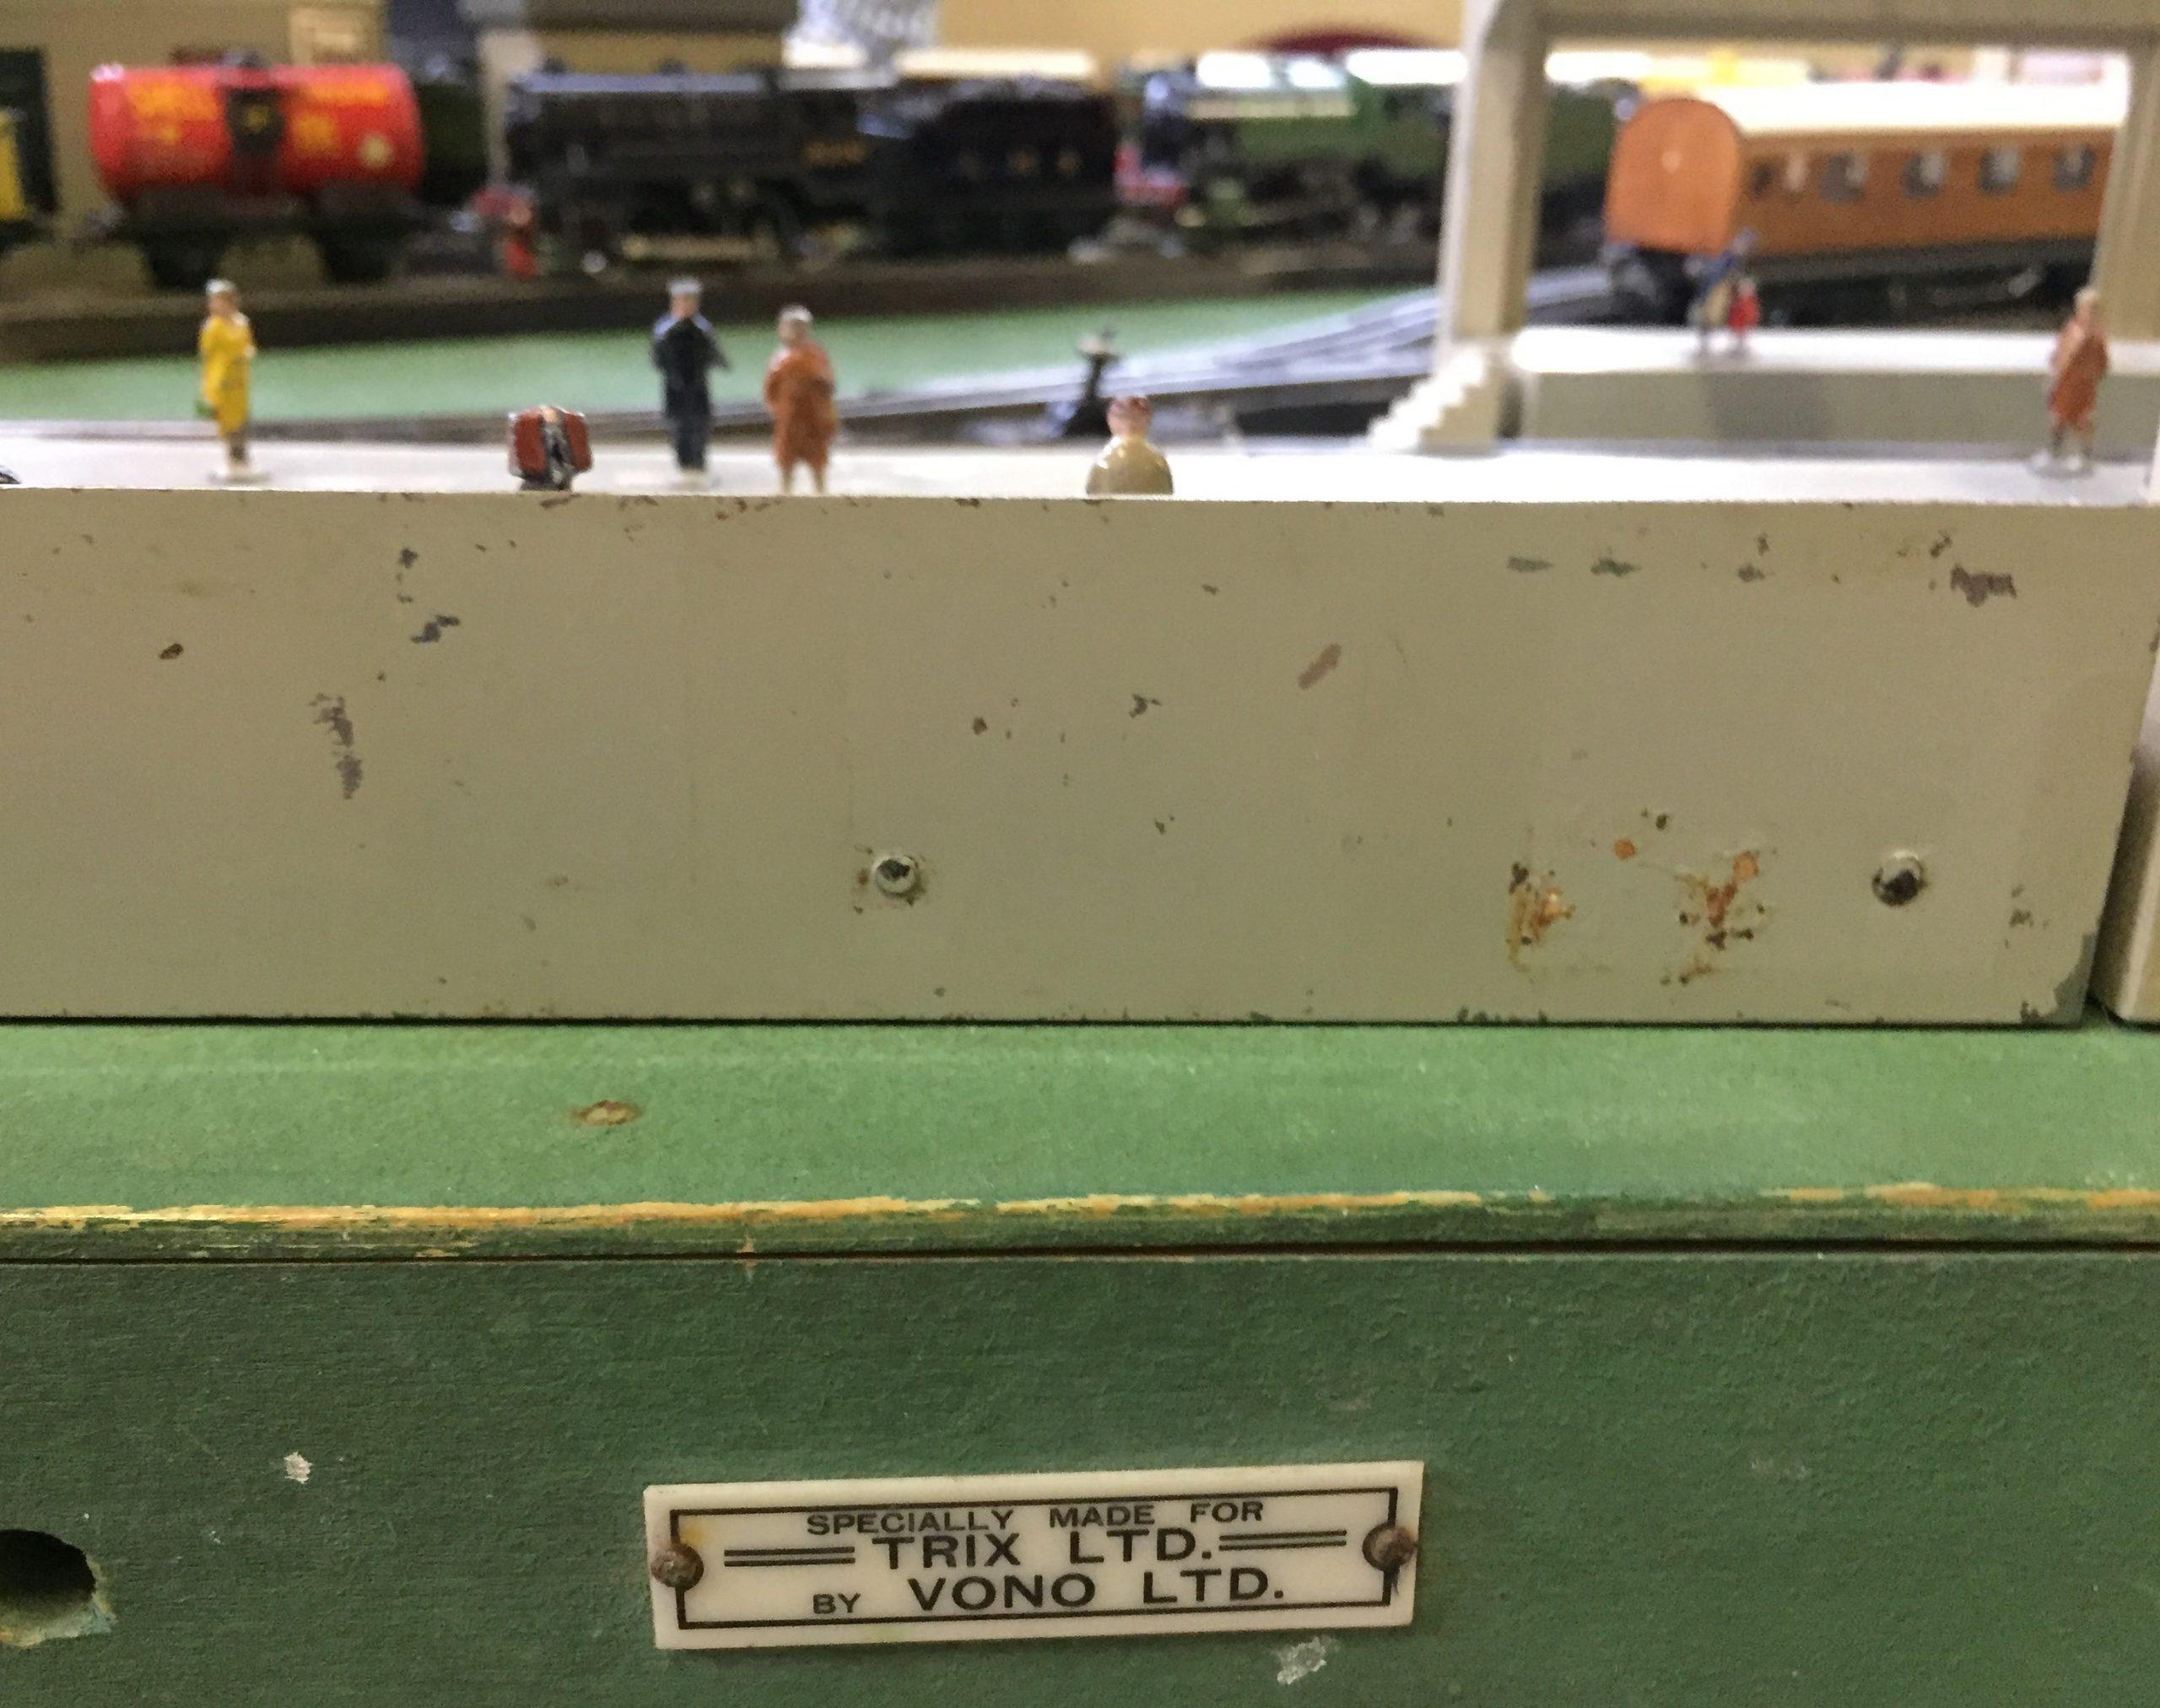 SPECIALLY MADE FOR
TRIX LTD.
BY VONO LTD.